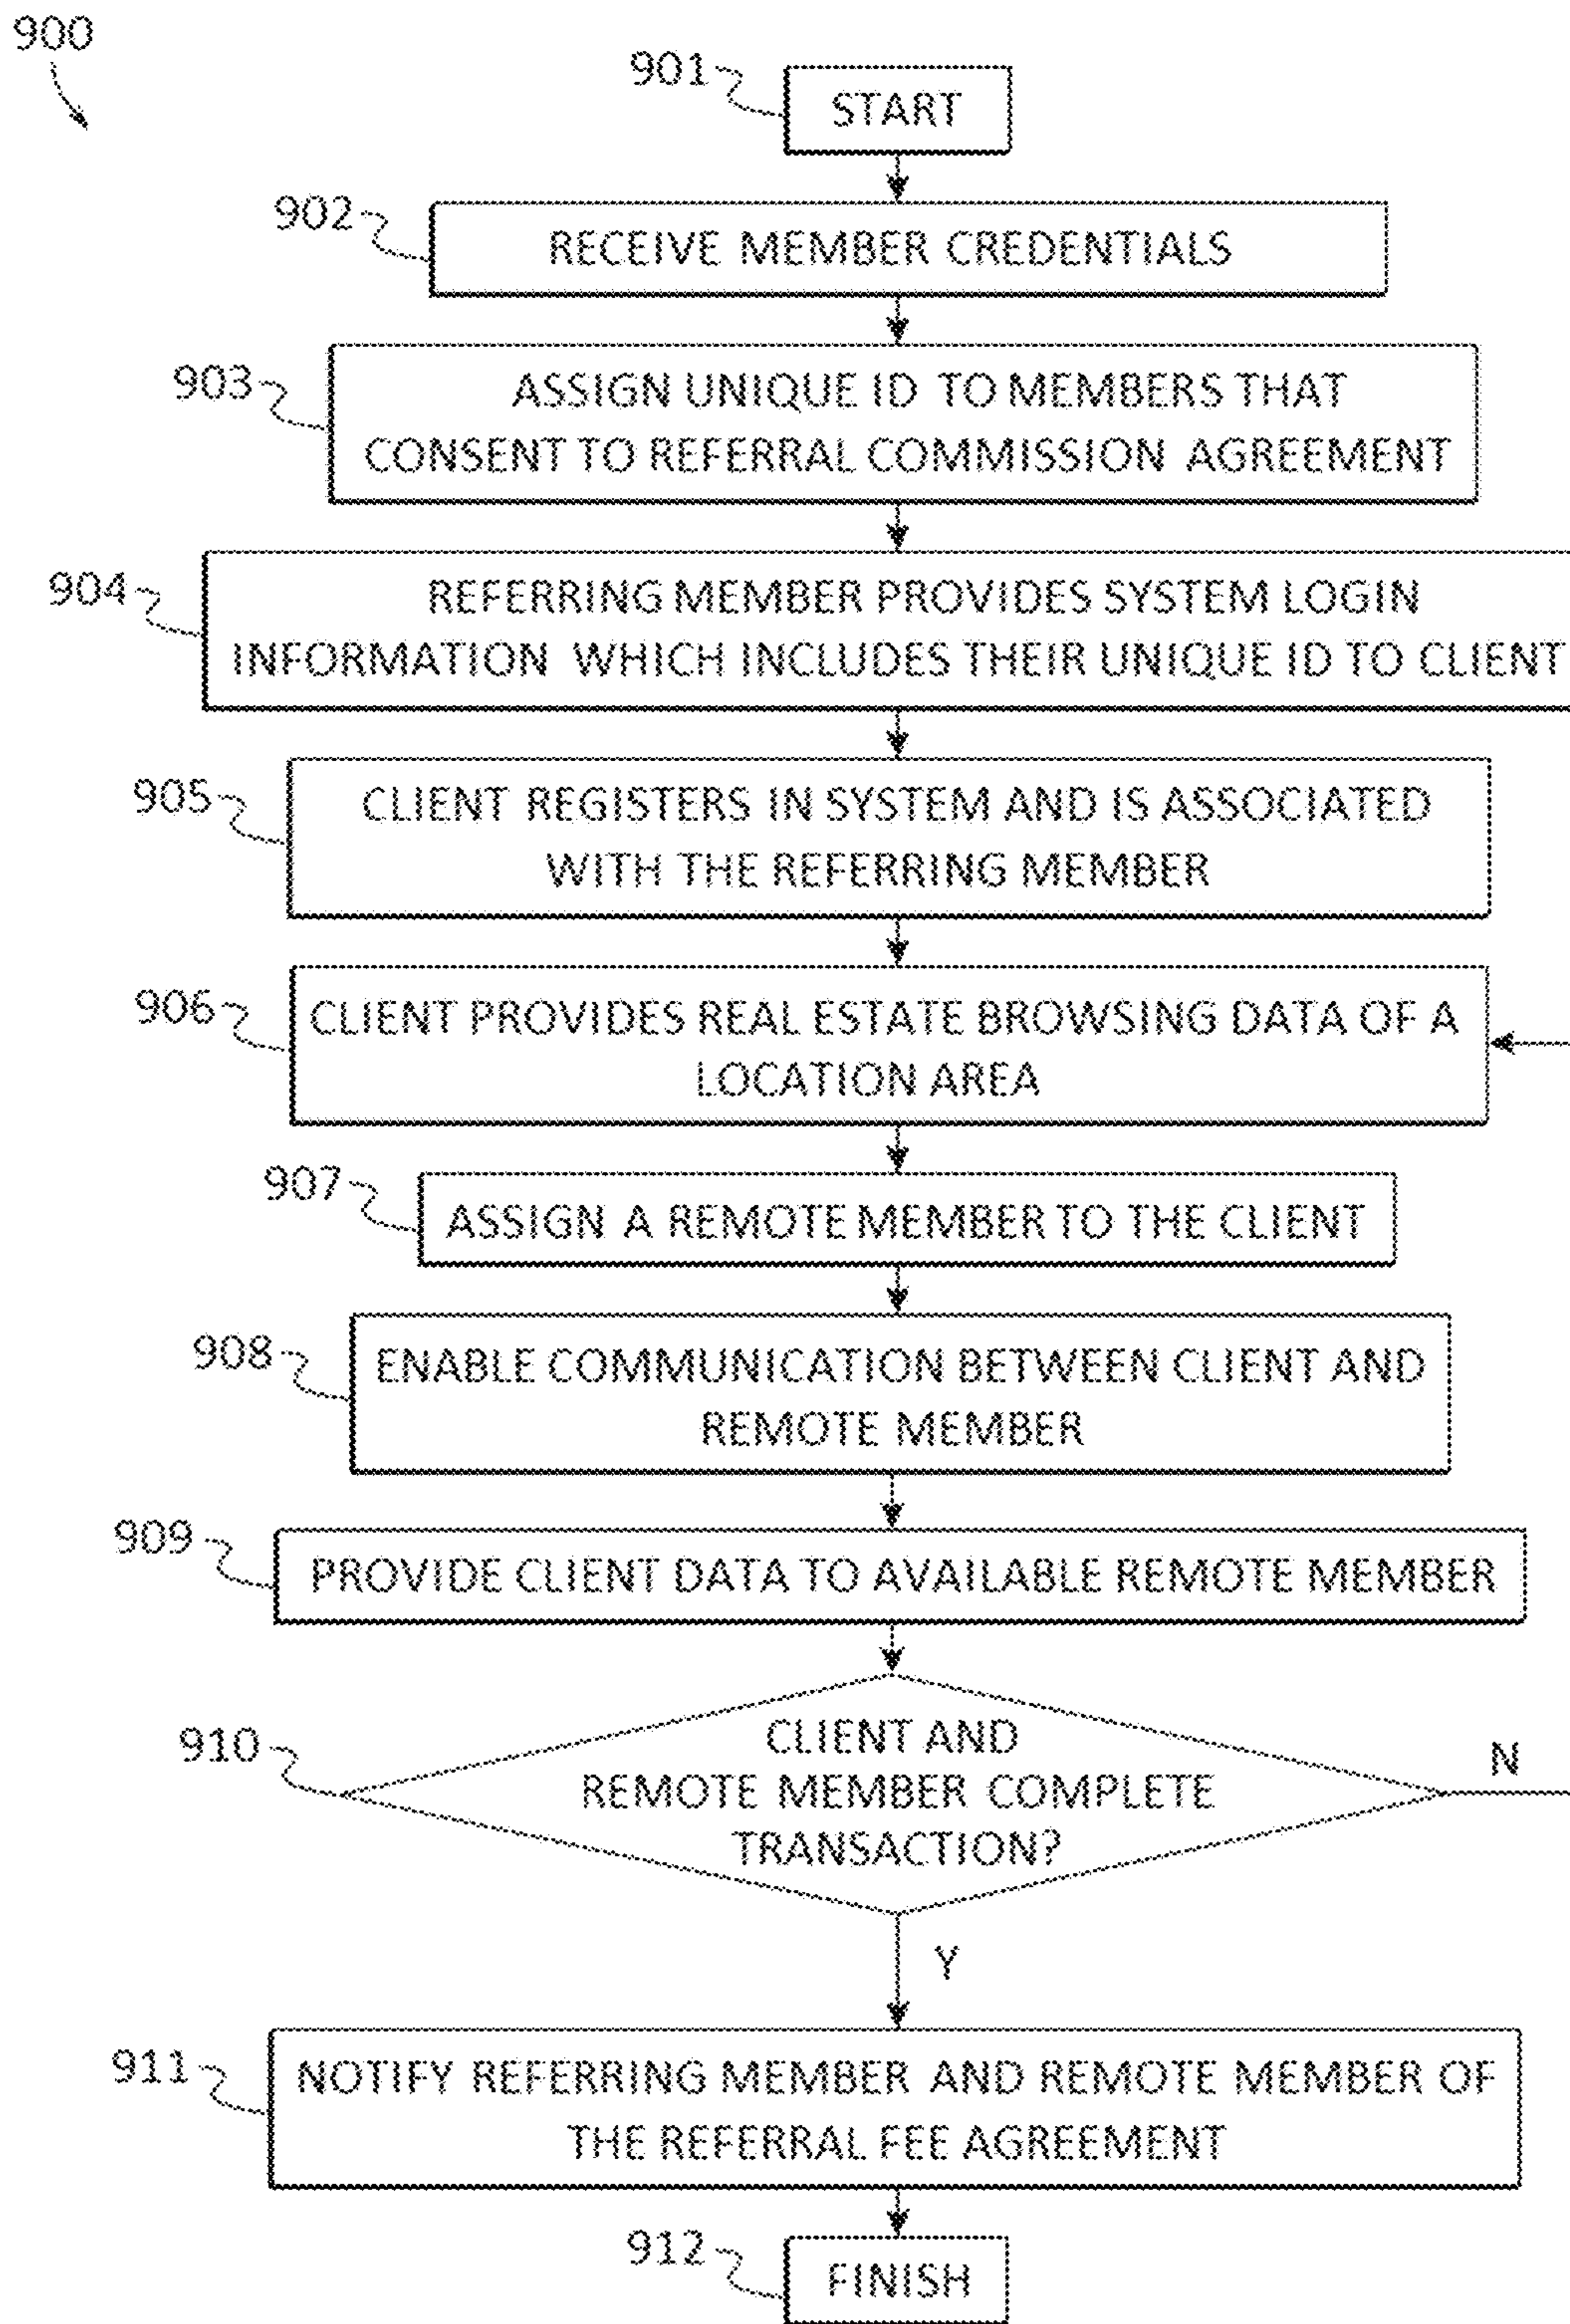 900
901
START
902
RECEIVE MEMBER CREDENTIALS
903
ASSIGN UNIQUE ID TO MEMBERS THAT
CONSENT TO REFERRAL COMMISSION AGREEMENT
904
REFERRING MEMBER PROVIDES SYSTEM LOGIN
INFORMATION WHICH INCLUDES THEIR UNIQUE ID TO CLIENT
905
CLIENT REGISTERS IN SYSTEM AND IS ASSOCIATED
WITH THE REFERRING MEMBER
906
CLIENT PROVIDES REAL ESTATE BROWSING DATA OF A
LOCATION AREA
907
ASSIGN A REMOTE MEMBER TO THE CLIENT
908
ENABLE COMMUNICATION BETWEEN CLIENT AND
REMOTE MEMBER
909
PROVIDE CLIENT DATA TO AVAILABLE REMOTE MEMBER
910
CLIENT AND
REMOTE MEMBER COMPLETE
TRANSACTION?
N
Y
911
NOTIFY REFERRING MEMBER AND REMOTE MEMBER OF
THE REFERRAL FEE AGREEMENT
912
FINISH